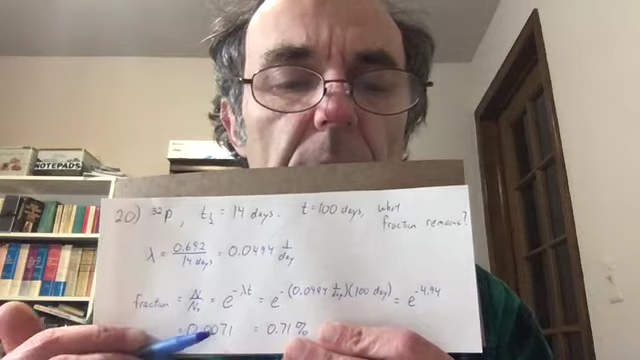 NOTEPADS
20) ³²P, t½ = 14 days. t = 100 days, what
fraction remains?
λ = 0.692 / 14 days = 0.0494 1/day
fraction = N/N₀ = e^-λt = e^-(0.0494 1/day)(100 day) = e^-4.94
= 0.0071 = 0.71%